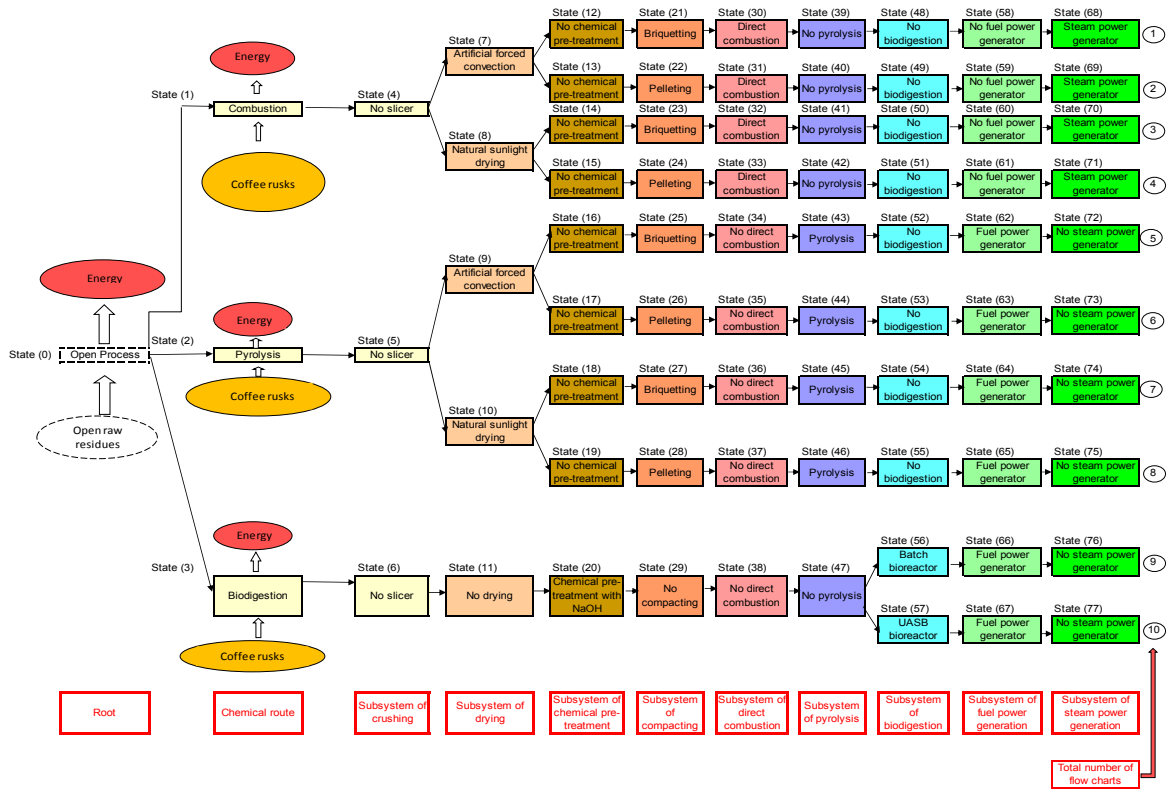 State (12)
State (21)
State (30)
State (39)
State (48)
State (58)
State (68)
No chemical
pre-treatment
Briquetting
Direct
combustion
No pyrolysis
No
biodigestion
No fuel power
generator
Steam power
generator
1
State (7)
Artificial forced
convection
Energy
State (13)
State (22)
State (31)
State (40)
State (49)
State (59)
State (69)
No chemical
pre-treatment
Pelleting
Direct
combustion
No pyrolysis
No
biodigestion
No fuel power
generator
Steam power
generator
2
State (1)
Combustion
State (4)
No slicer
State (14)
State (23)
State (32)
State (41)
State (50)
State (60)
State (70)
No chemical
pre-treatment
Briquetting
Direct
combustion
No pyrolysis
No
biodigestion
No fuel power
generator
Steam power
generator
3
State (8)
Natural sunlight
drying
Coffee rusks
State (15)
State (24)
State (33)
State (42)
State (51)
State (61)
State (71)
No chemical
pre-treatment
Pelleting
Direct
combustion
No pyrolysis
No
biodigestion
No fuel power
generator
Steam power
generator
4
State (16)
State (25)
State (34)
State (43)
State (52)
State (62)
State (72)
No chemical
pre-treatment
Briquetting
No direct
combustion
Pyrolysis
No
biodigestion
Fuel power
generator
No steam power
generator
5
State (9)
Artificial forced
convection
Energy
State (17)
State (26)
State (35)
State (44)
State (53)
State (63)
State (73)
No chemical
pre-treatment
Pelleting
No direct
combustion
Pyrolysis
No
biodigestion
Fuel power
generator
No steam power
generator
6
Energy
State (0)
Open Process
State (2)
Pyrolysis
State (5)
No slicer
Coffee rusks
State (18)
State (27)
State (36)
State (45)
State (54)
State (64)
State (74)
No chemical
pre-treatment
Briquetting
No direct
combustion
Pyrolysis
No
biodigestion
Fuel power
generator
No steam power
generator
7
State (10)
Natural sunlight
drying
Open raw
residues
State (19)
State (28)
State (37)
State (46)
State (55)
State (65)
State (75)
No chemical
pre-treatment
Pelleting
No direct
combustion
Pyrolysis
No
biodigestion
Fuel power
generator
No steam power
generator
8
Energy
State (56)
State (66)
State (76)
Batch
bioreactor
Fuel power
generator
No steam power
generator
9
State (3)
Biodigestion
State (6)
No slicer
State (11)
No drying
State (20)
Chemical pre-
treatment with
NaOH
State (29)
No
compacting
State (38)
No direct
combustion
State (47)
No pyrolysis
State (57)
State (67)
State (77)
UASB
bioreactor
Fuel power
generator
No steam power
generator
10
Coffee rusks
Root
Chemical route
Subsystem of
crushing
Subsystem of
drying
Subsystem of
chemical pre-
treatment
Subsystem
of
compacting
Subsystem of
direct
combustion
Subsystem
of pyrolysis
Subsystem
of
biodigestion
Subsystem of
fuel power
generation
Subsystem of
steam power
generation
Total number of
flow charts